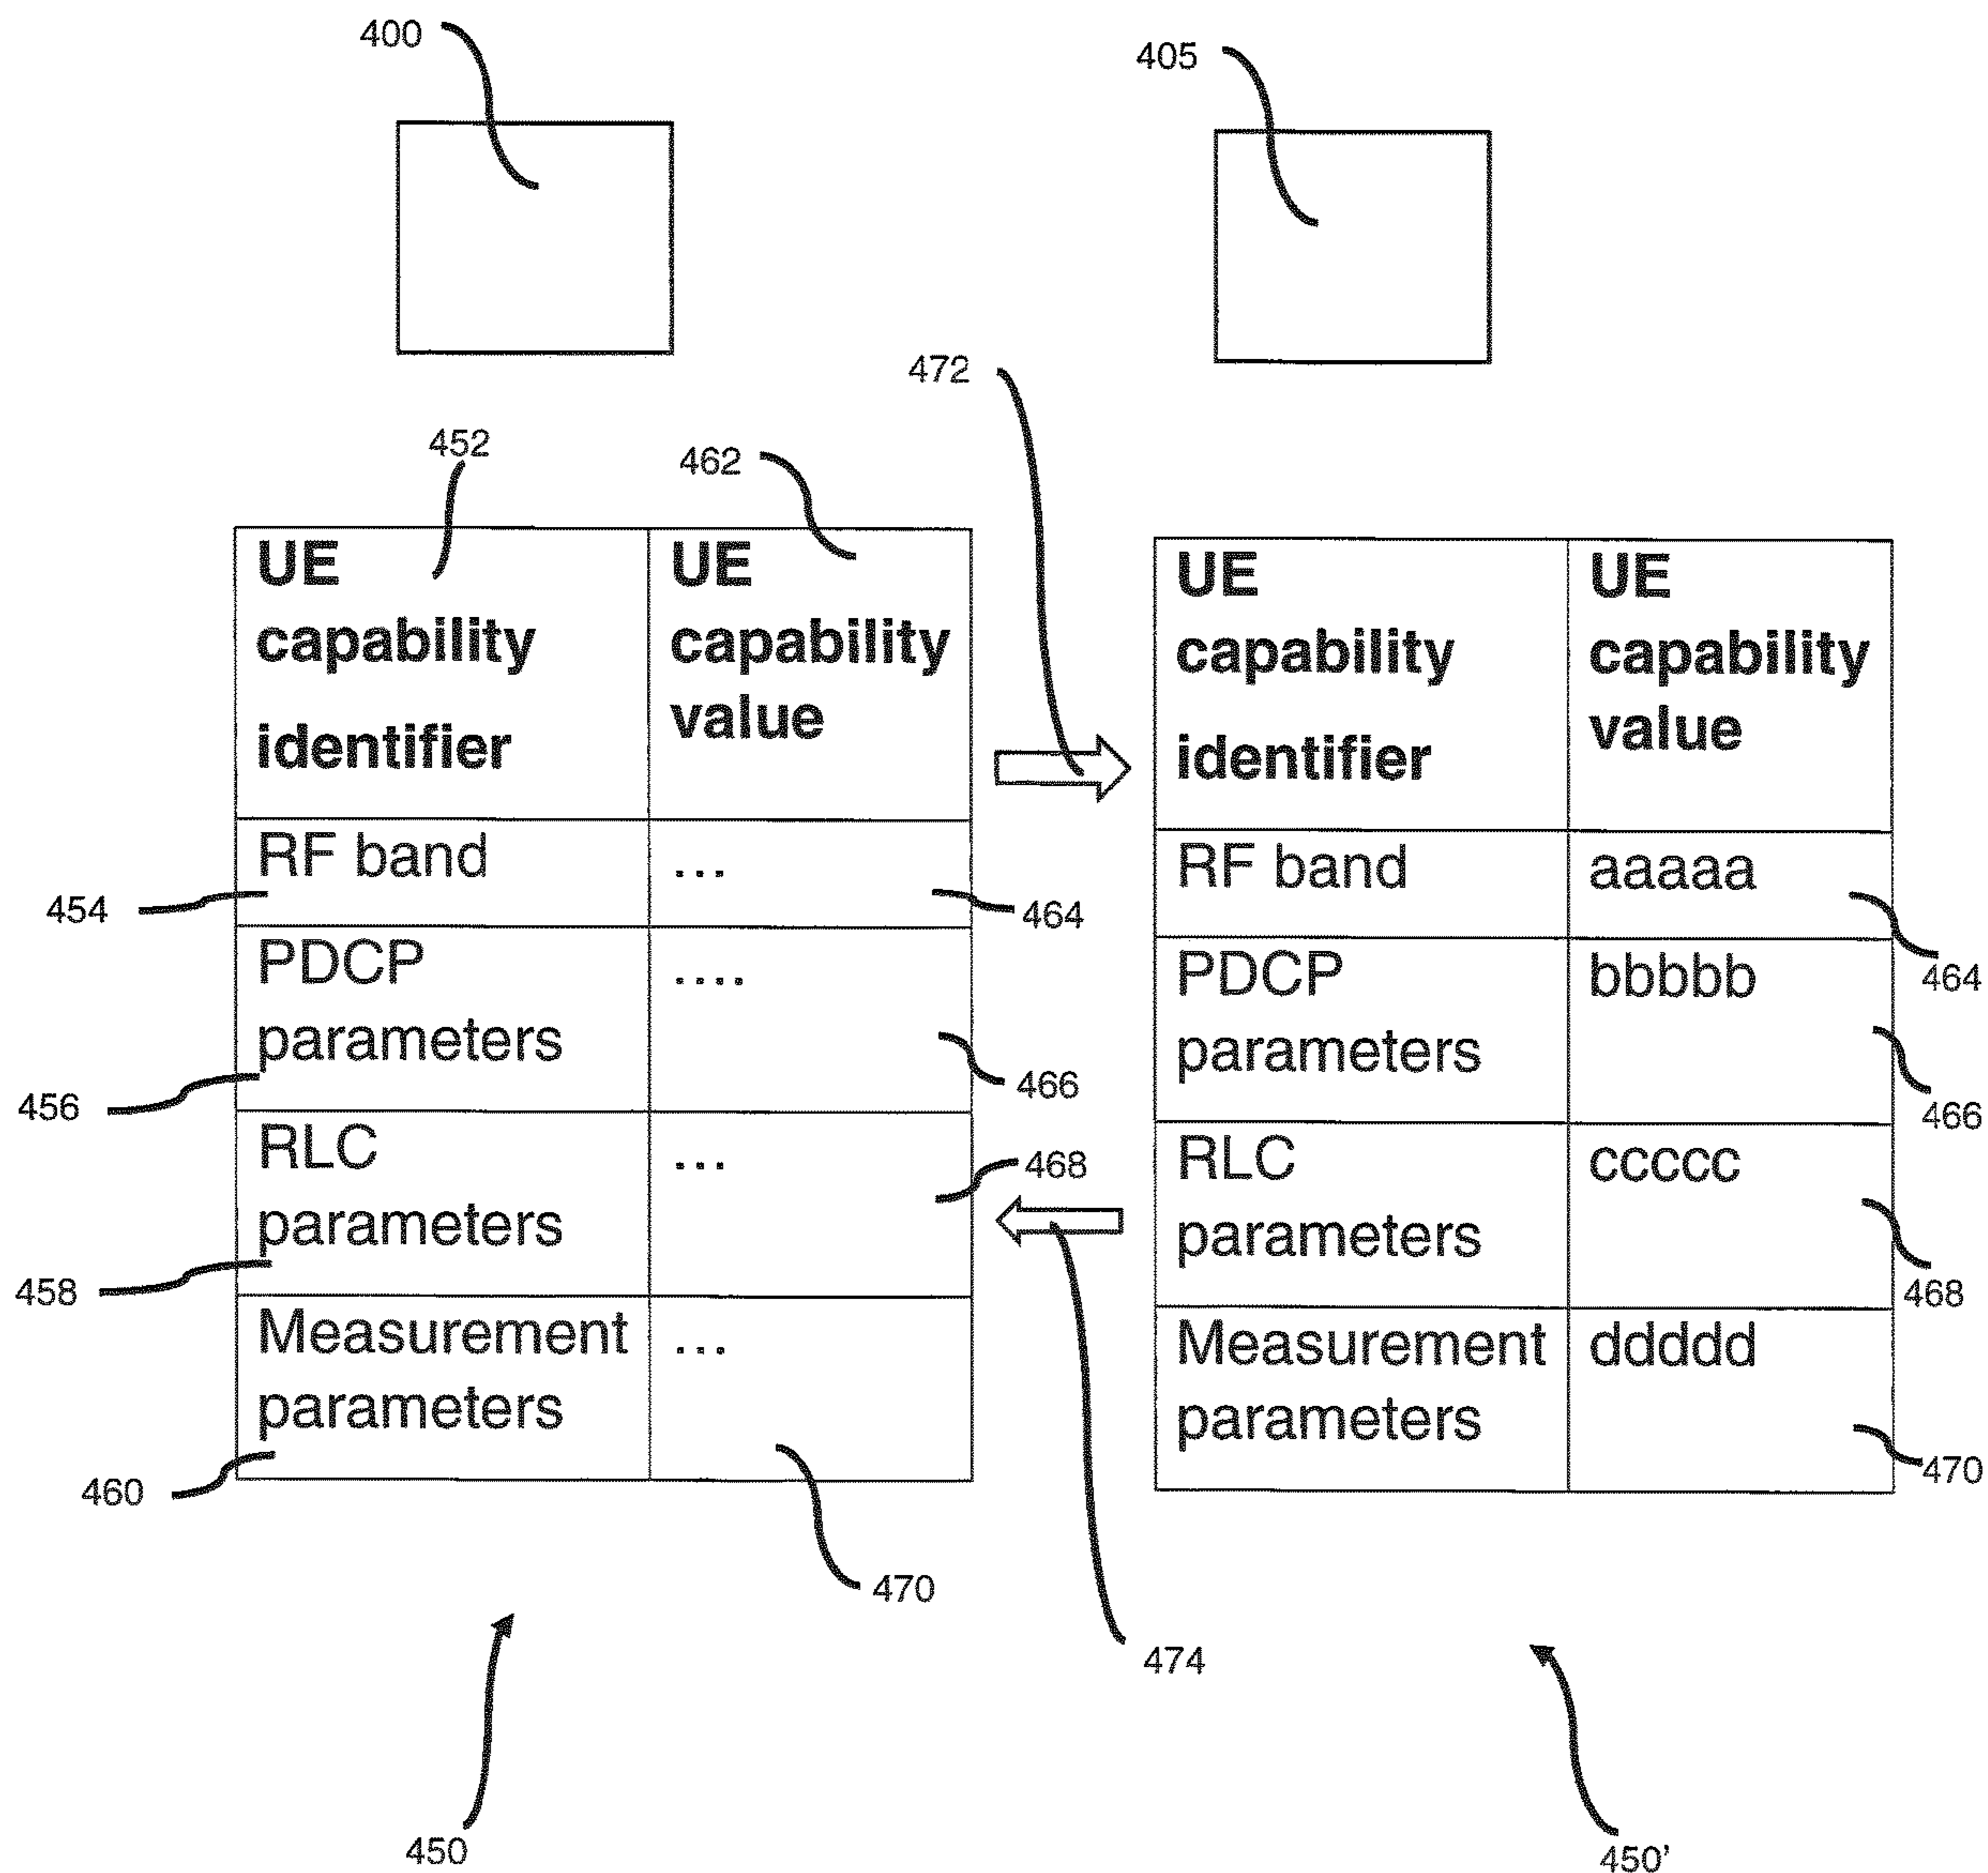 400
405
472
452
462
UE
capability
identifier
UE
capability
value
UE
capability
identifier
UE
capability
value
RF band
...
RF band
aaaaa
454
464
464
PDCP
parameters
....
PDCP
parameters
bbbbb
456
466
466
RLC
parameters
...
468
RLC
parameters
ccccc
458
468
Measurement
parameters
...
Measurement
parameters
ddddd
460
470
470
474
450
450'